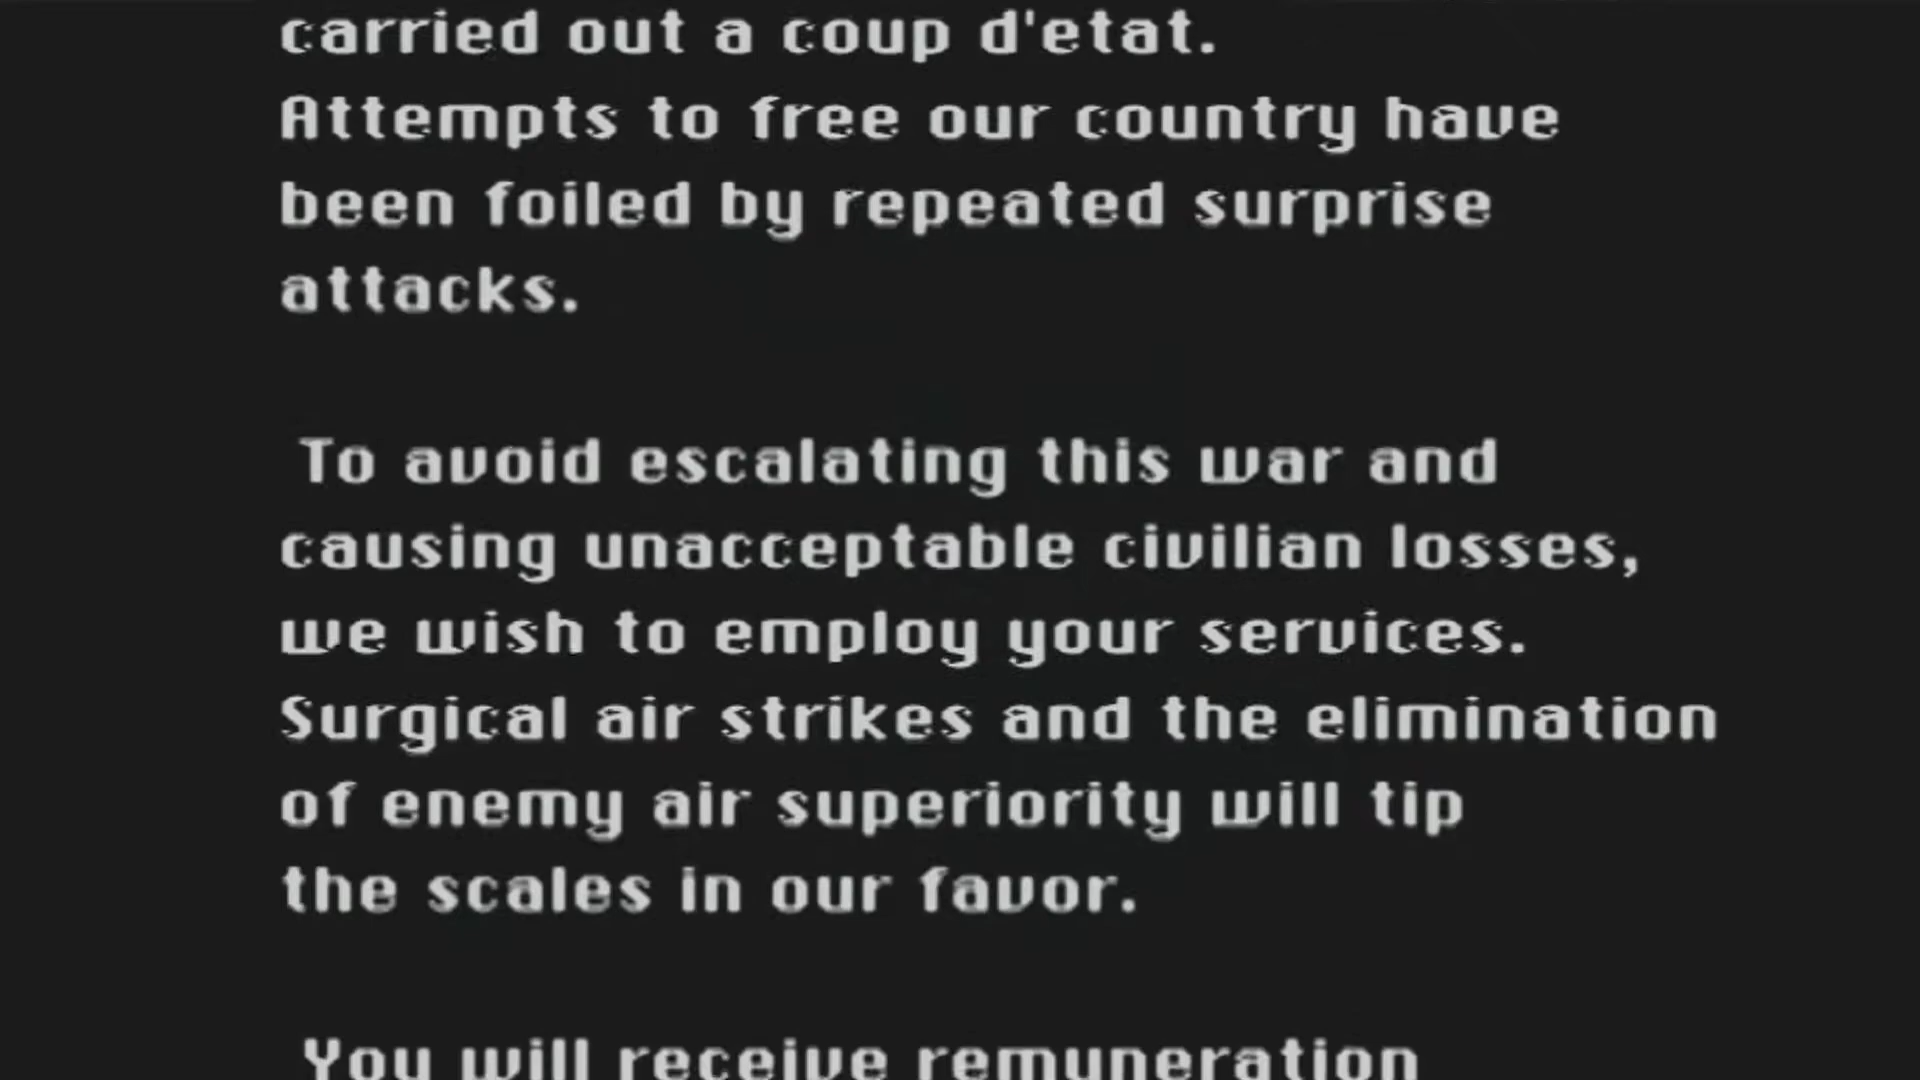 carried out a coup d'etat.
Attempts to free our country have
been foiled by repeated surprise
attacks.
To avoid escalating this war and
causing unacceptable civilian losses,
we wish to employ your services.
Surgical air strikes and the elimination
of enemy air superiority will tip
the scales in our favor.
You will receive remuneration